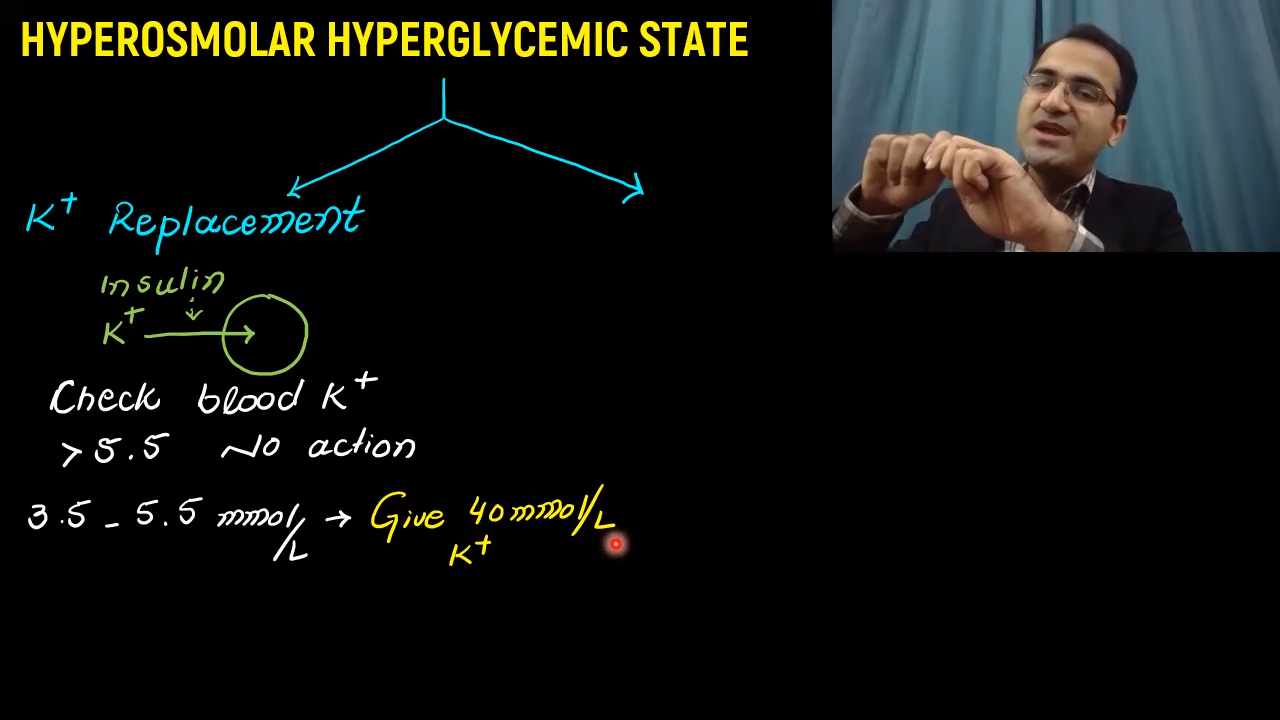 HYPEROSMOLAR HYPERGLYCEMIC STATE
K+ Replacement
Insulin
K+
Check blood K+
> 5.5 No action
3.5 - 5.5 mmol/L → Give 40 mmol/L
K+